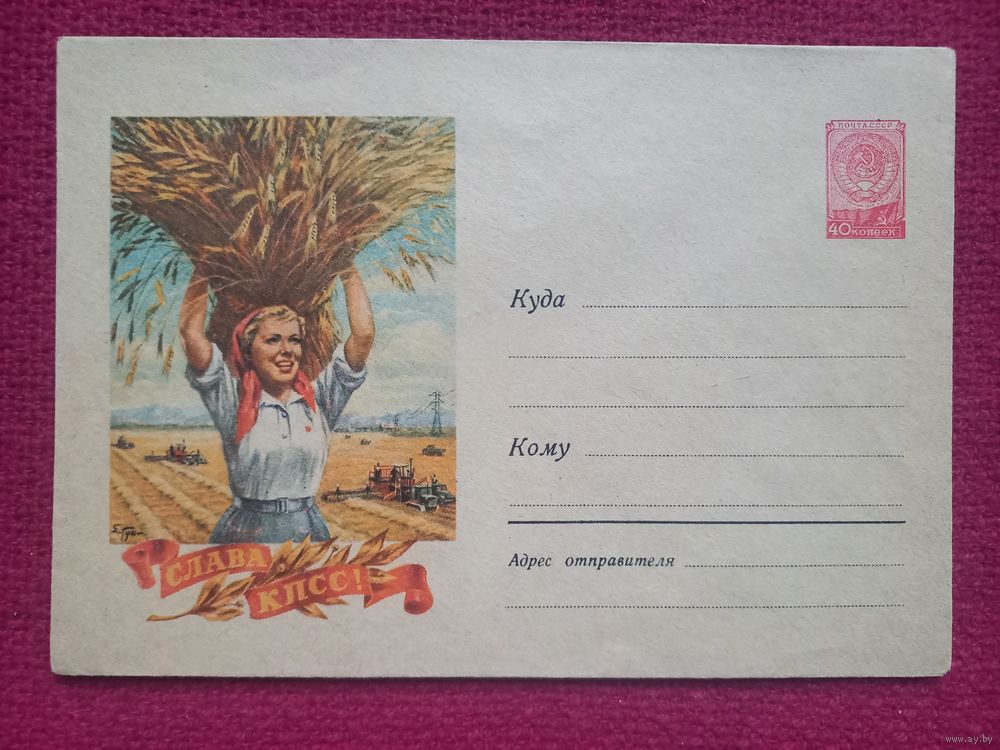 ПОЧТА СССР
40 копеек
Куда
Кому
Адрес отправителя
СЛАВА
КПСС!
www.ay.by